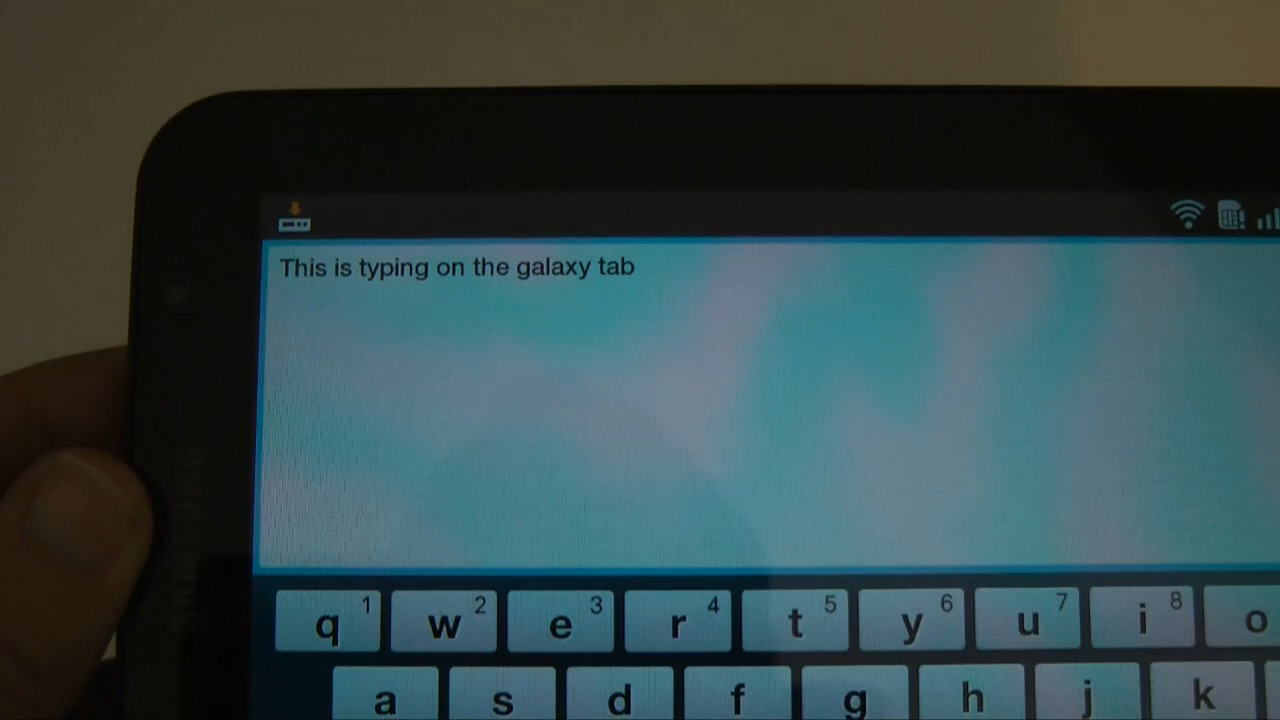 This is typing on the galaxy tab
q 1 w 2 e 3 r 4 t 5 y 6 u 7 i 8 o
a s d f g h j k